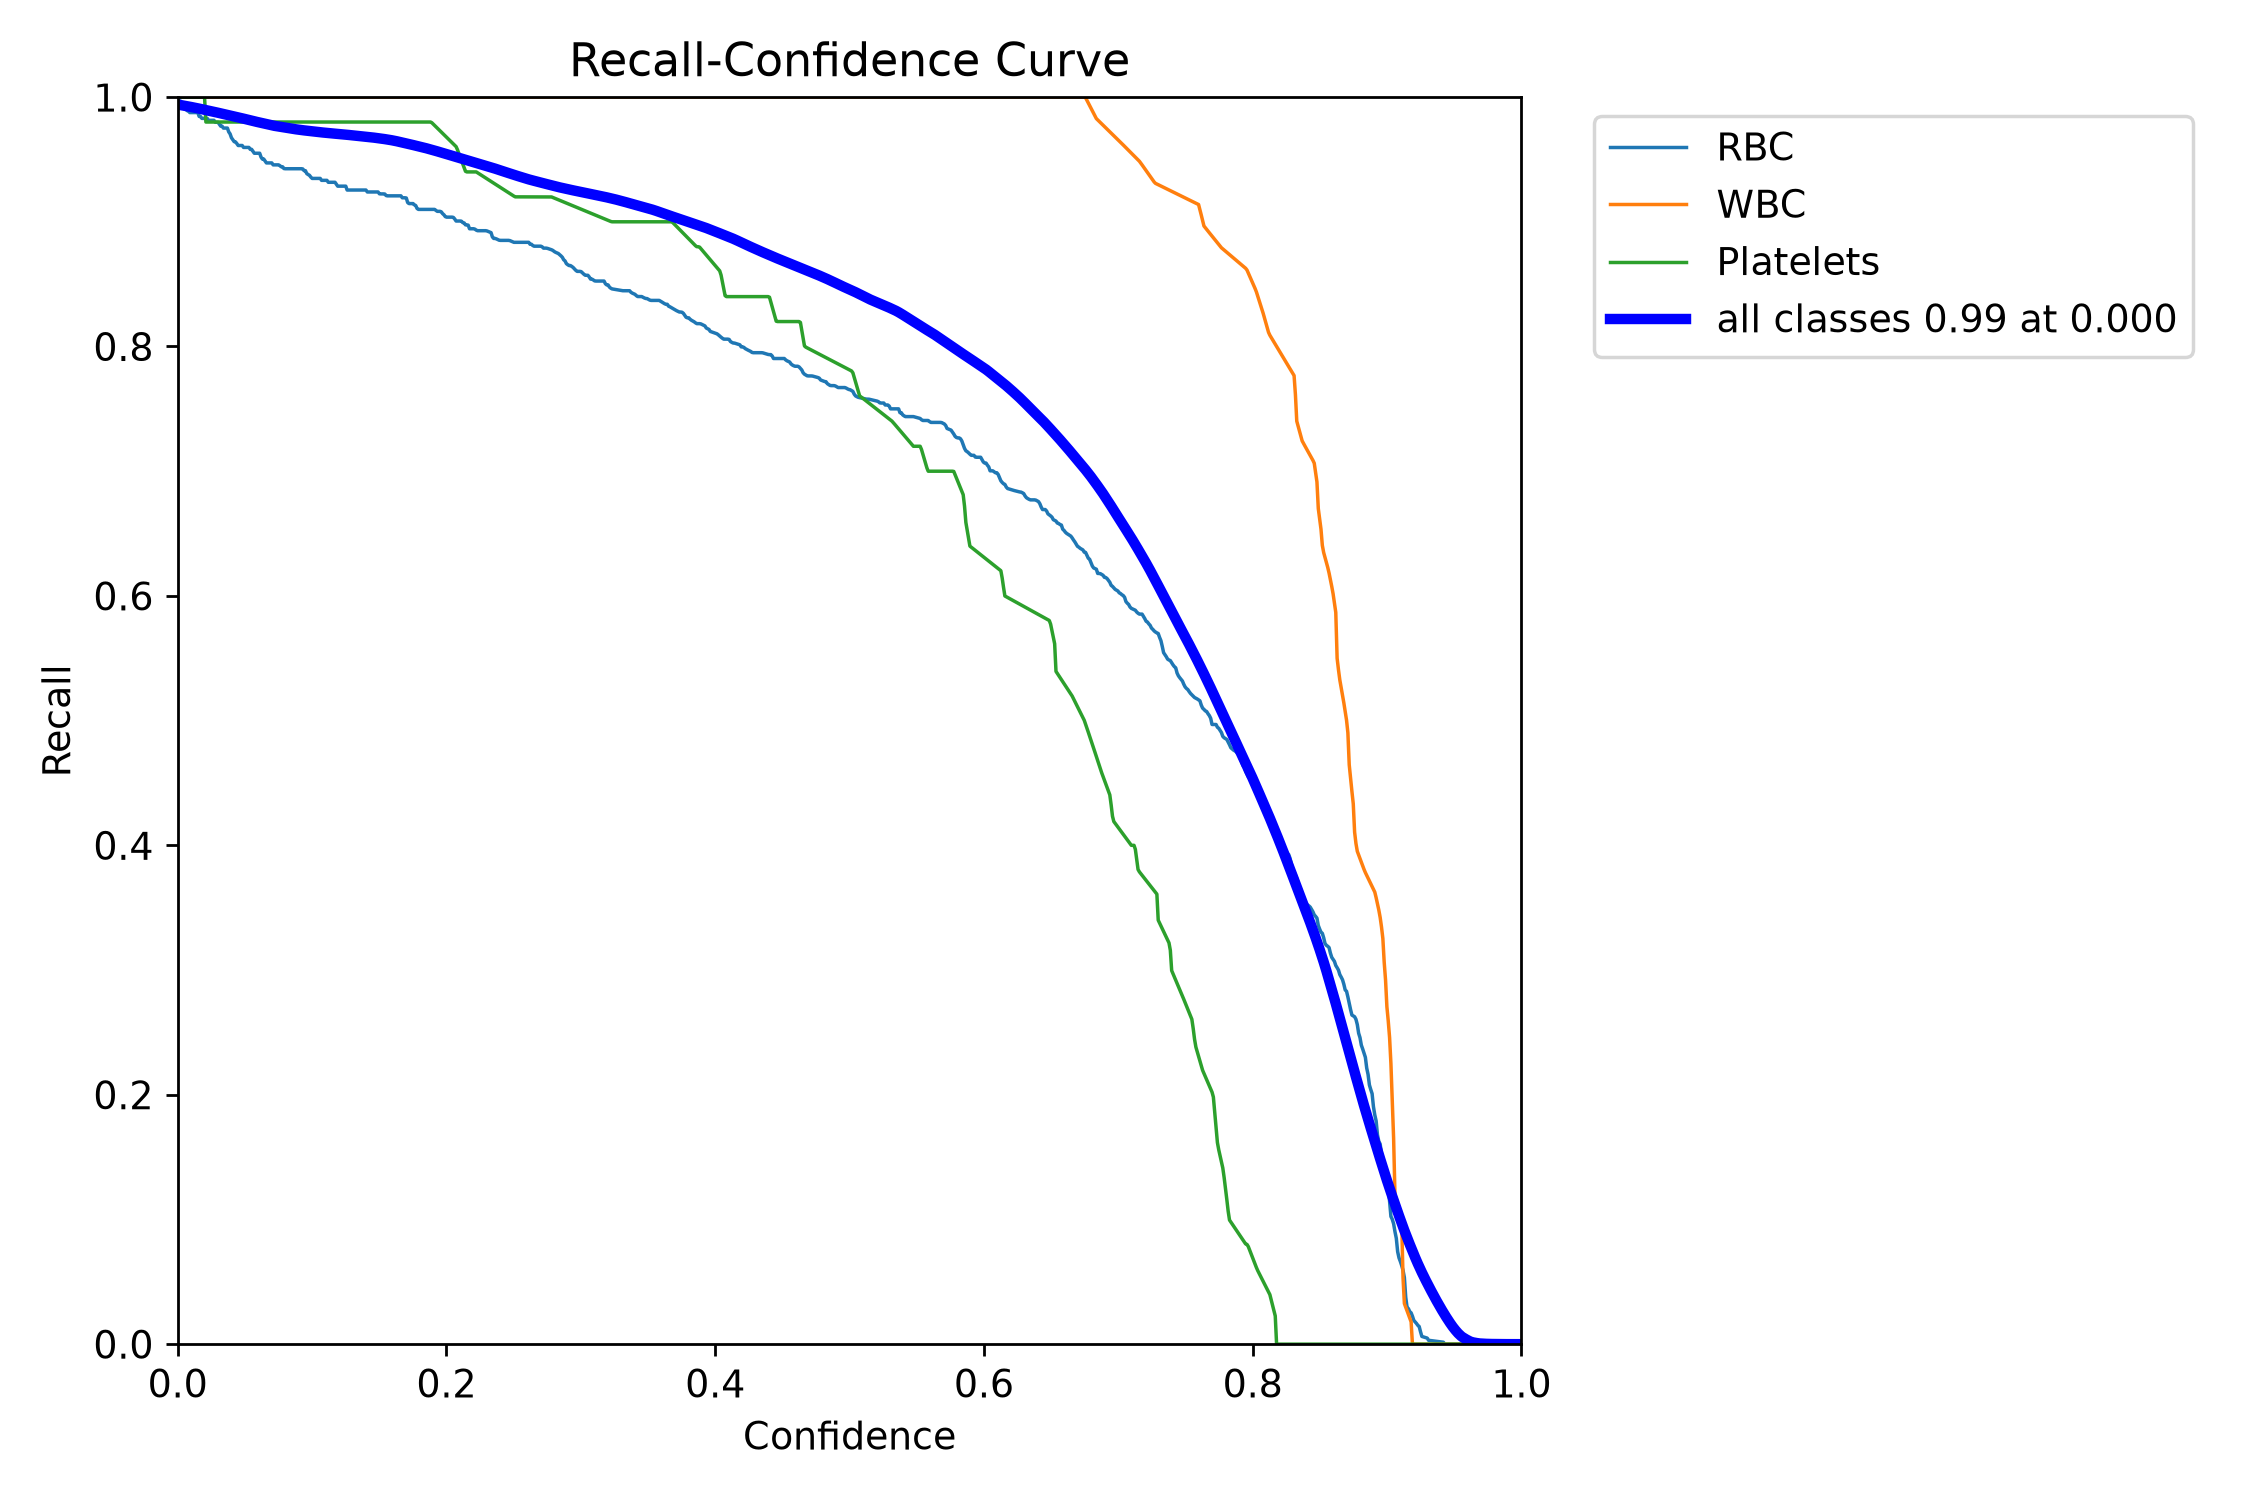 Recall-Confidence Curve
1.0
0.8
0.6
0.4
0.2
0.0
Recall
0.0 0.2 0.4 0.6 0.8 1.0
Confidence
RBC
WBC
Platelets
all classes 0.99 at 0.000